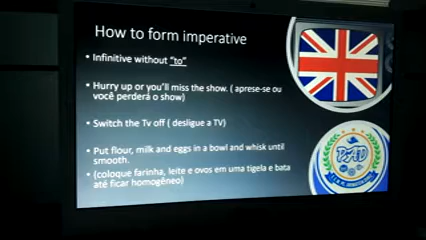 How to form imperative
• Infinitive without "to"
• Hurry up or you'll miss the show. ( aprese-se ou
você perderá o show)
• Switch the Tv off ( desligue a TV)
• Put flour, milk and eggs in a bowl and whisk until
smooth.
• (coloque farinha, leite e ovos em uma tigela e bata
até ficar homogêneo)